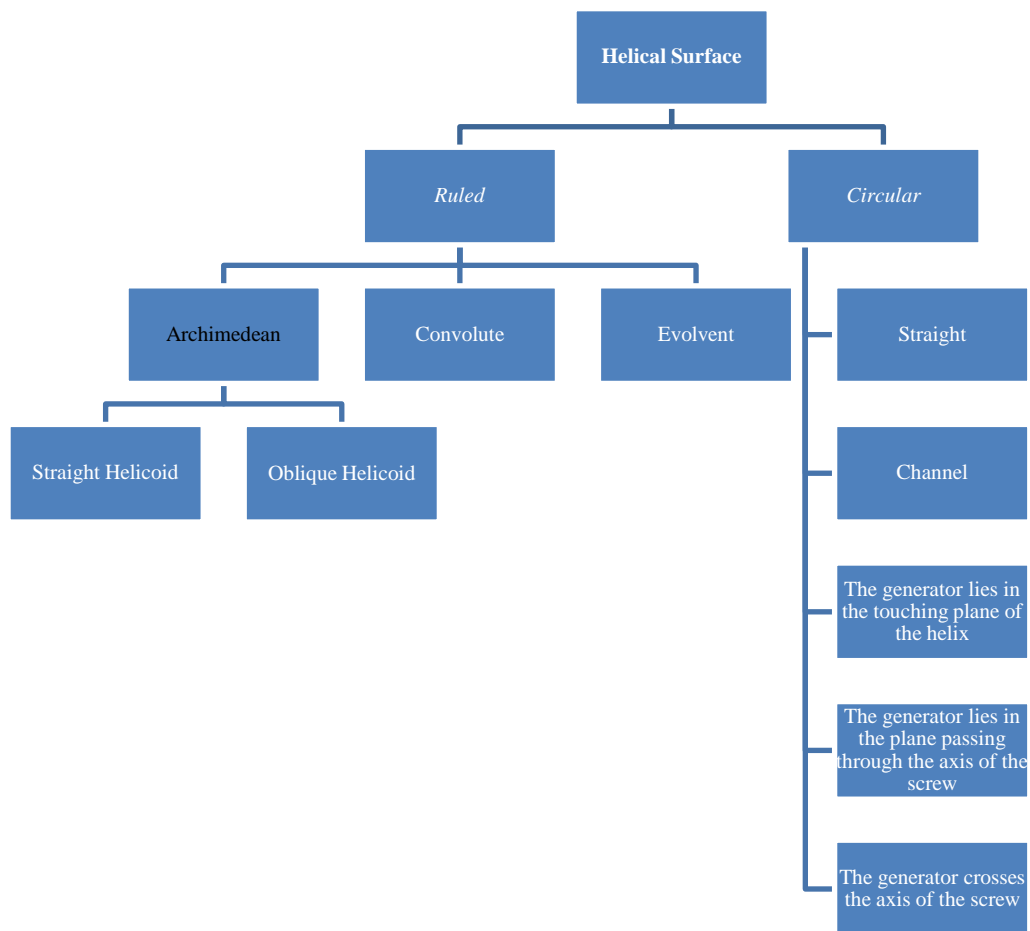 Helical Surface
Ruled
Circular
Archimedean
Convolute
Evolvent
Straight
Straight Helicoid
Oblique Helicoid
Channel
The generator lies in
the touching plane of
the helix
The generator lies in
the plane passing
through the axis of the
screw
The generator crosses
the axis of the screw